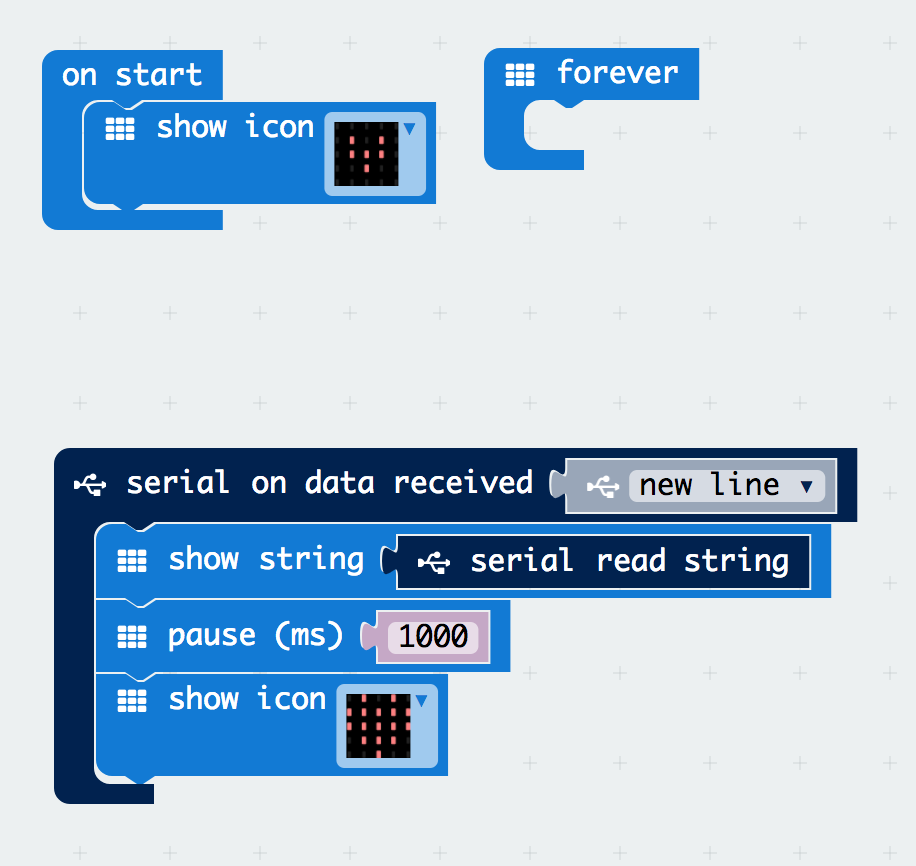 on start
show icon
forever
serial on data received new line
show string serial read string
pause (ms) 1000
show icon